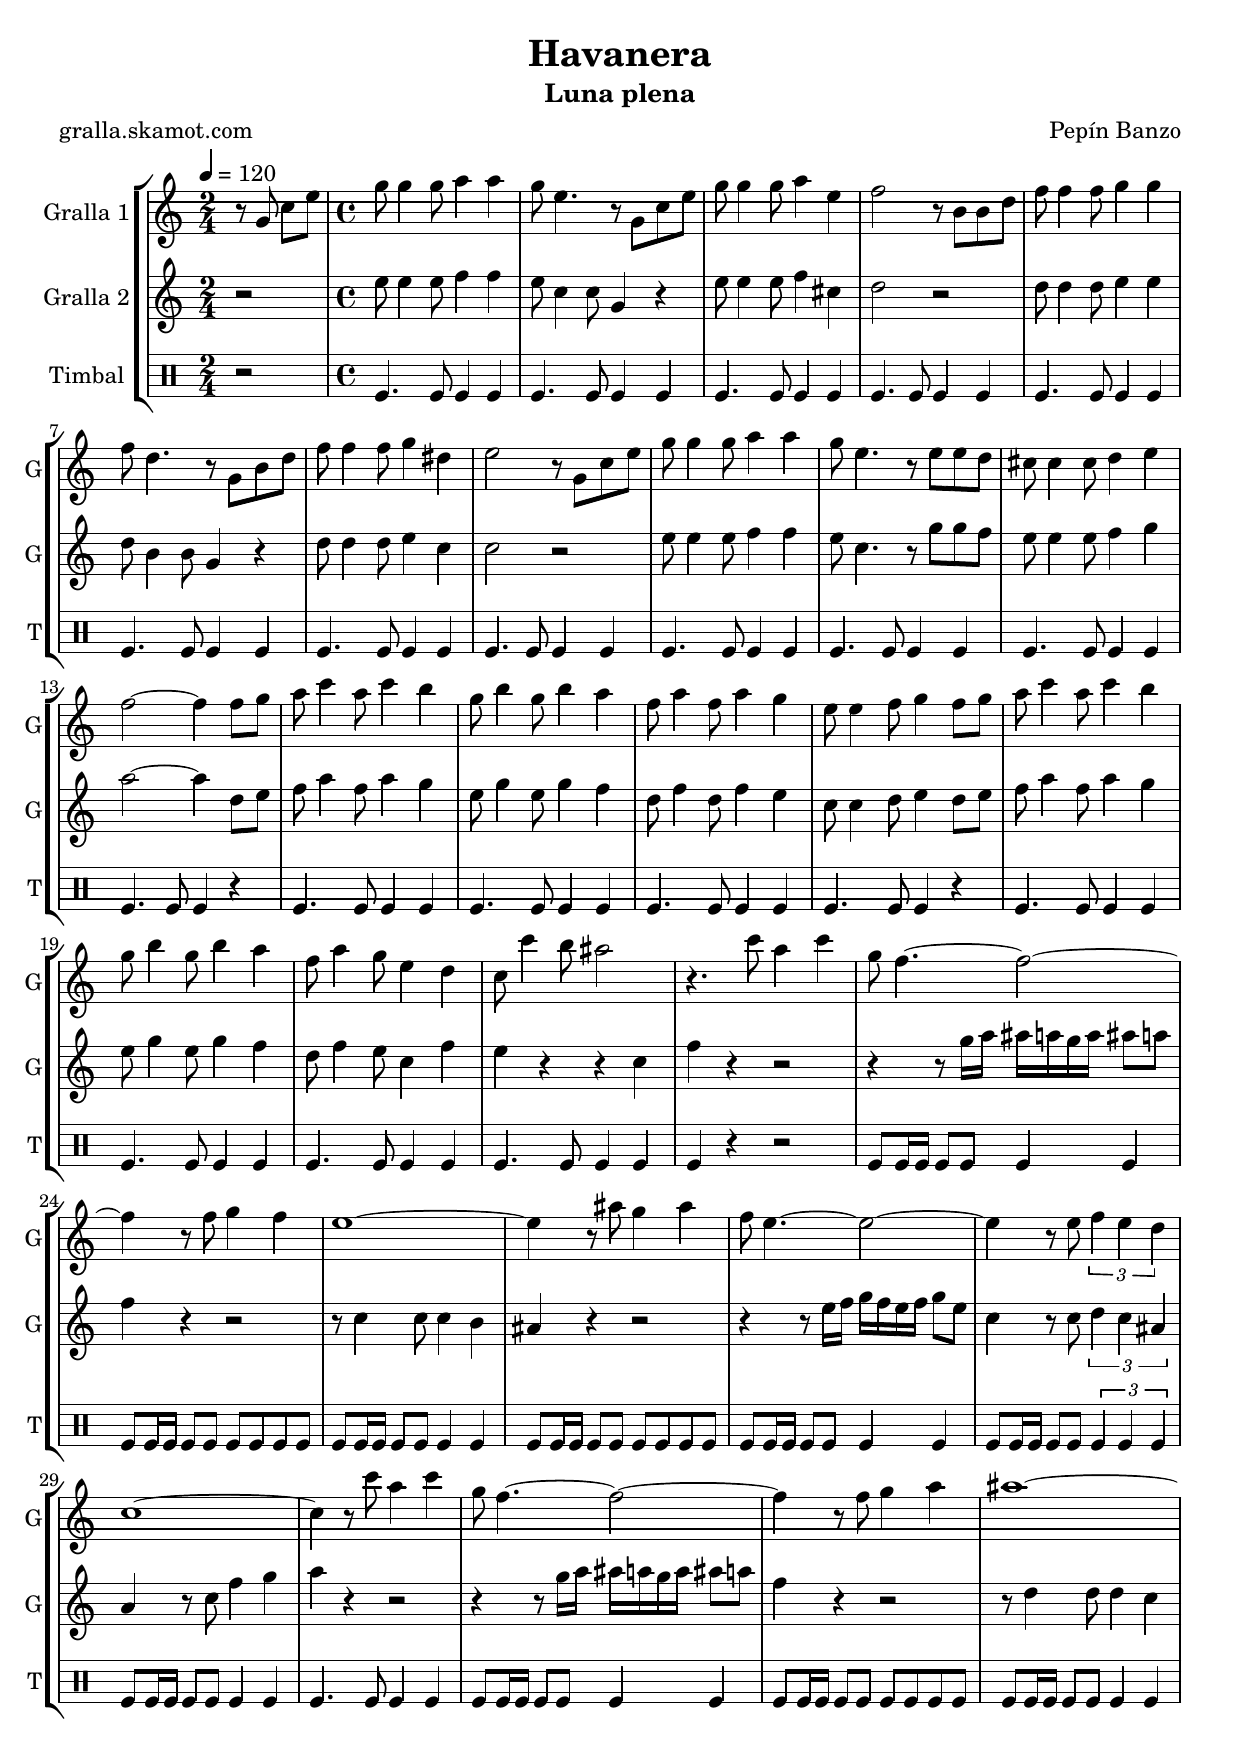 Havanera
Luna plena
gralla.skamot.com
Pepín Banzo
= 120
Gralla 1
Gralla 2
Timbal
7
G
G
T
13
G
G
T
19
G
G
T
24
G
G
T
3
3
3
29
G
G
T